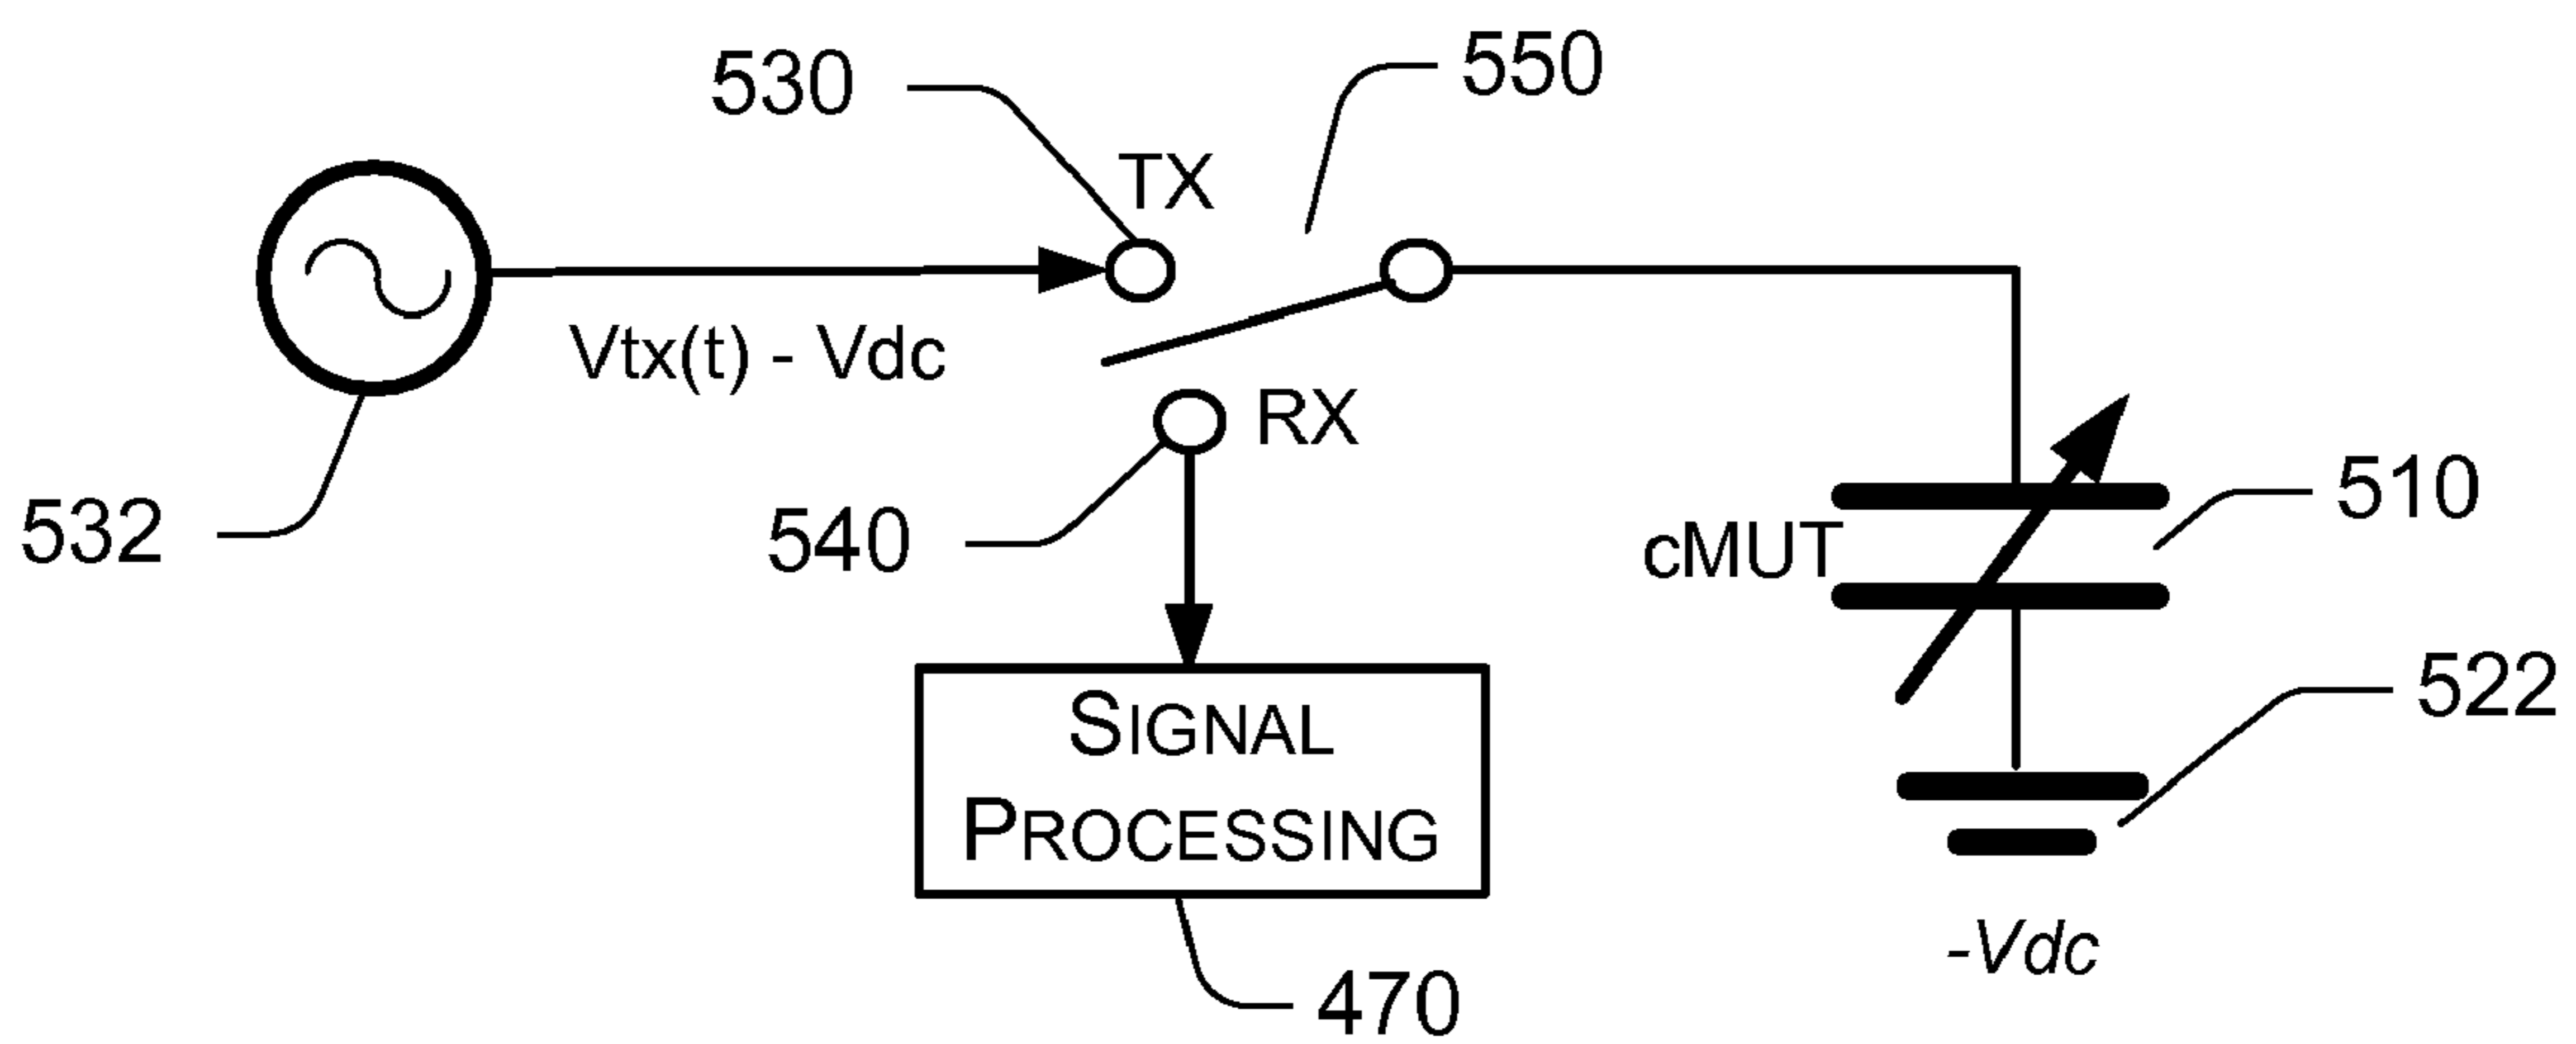 530
550
TX
Vtx(t) - Vdc
532
RX
540
cMUT
510
SIGNAL
PROCESSING
522
-Vdc
470